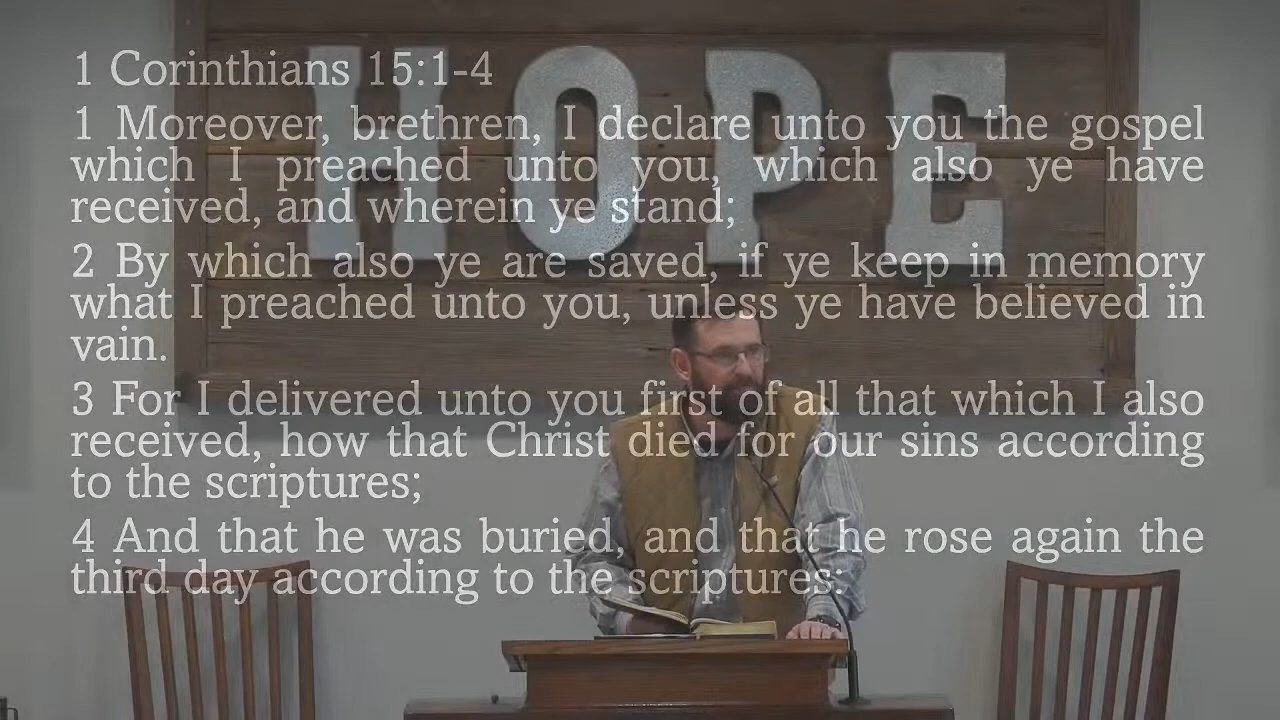 HOPE
1 Corinthians 15:1-4
1 Moreover, brethren, I declare unto you the gospel
which I preached unto you, which also ye have
received, and wherein ye stand;
2 By which also ye are saved, if ye keep in memory
what I preached unto you, unless ye have believed in
vain.
3 For I delivered unto you first of all that which I also
received, how that Christ died for our sins according
to the scriptures;
4 And that he was buried, and that he rose again the
third day according to the scriptures: